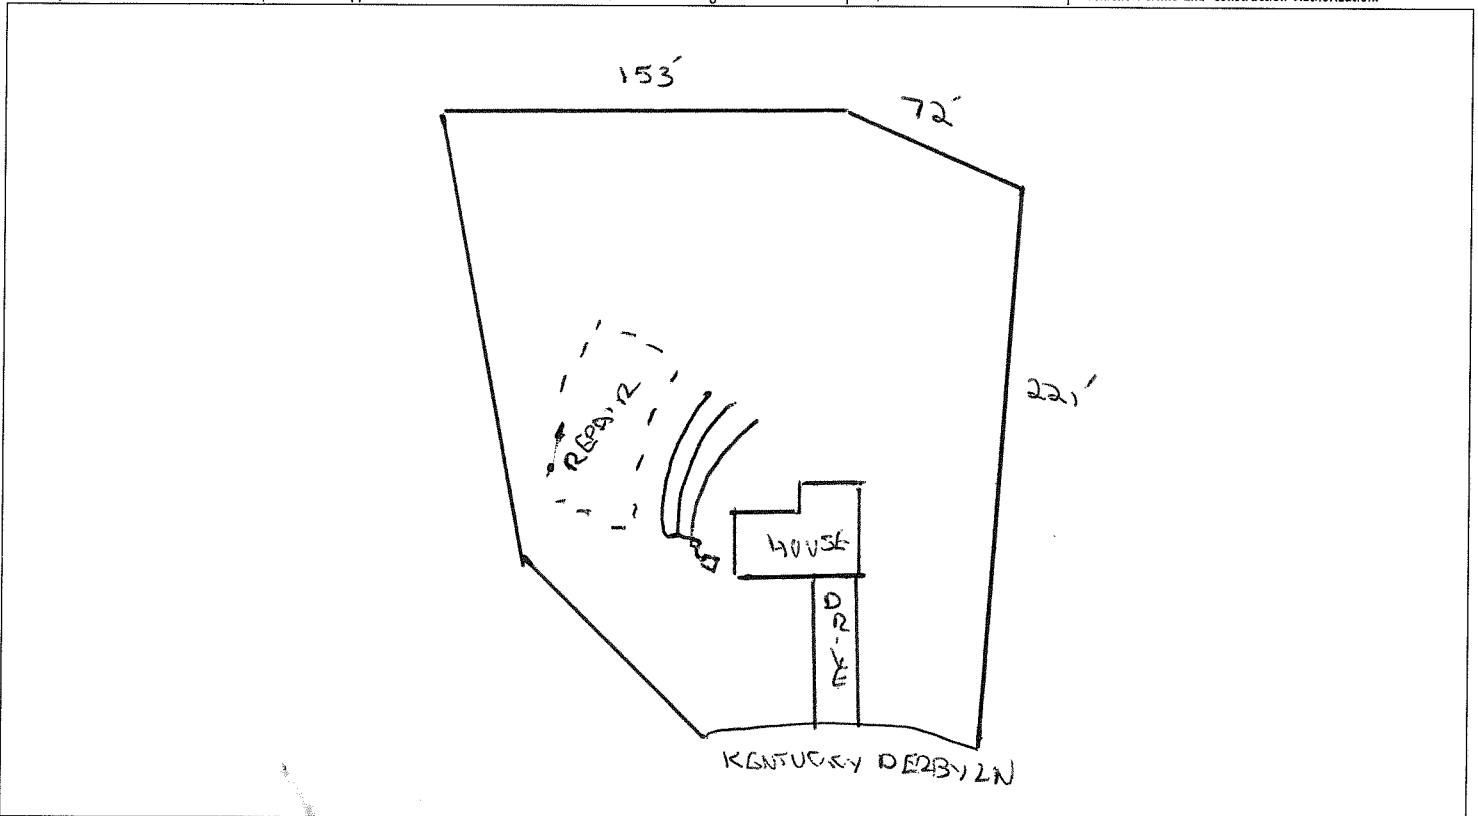 153'
72'
221'
REPAIR
HOUSE
DRIVE
KENTUCKY DERBY LN